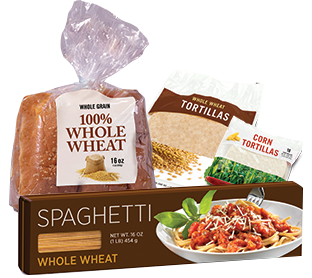 WHOLE GRAIN
100%
WHOLE
WHEAT
16 oz
WHOLE WHEAT
TORTILLAS
CORN
TORTILLAS
SPAGHETTI
NET WT. 16 OZ
(1 LB) 454 g
WHOLE WHEAT